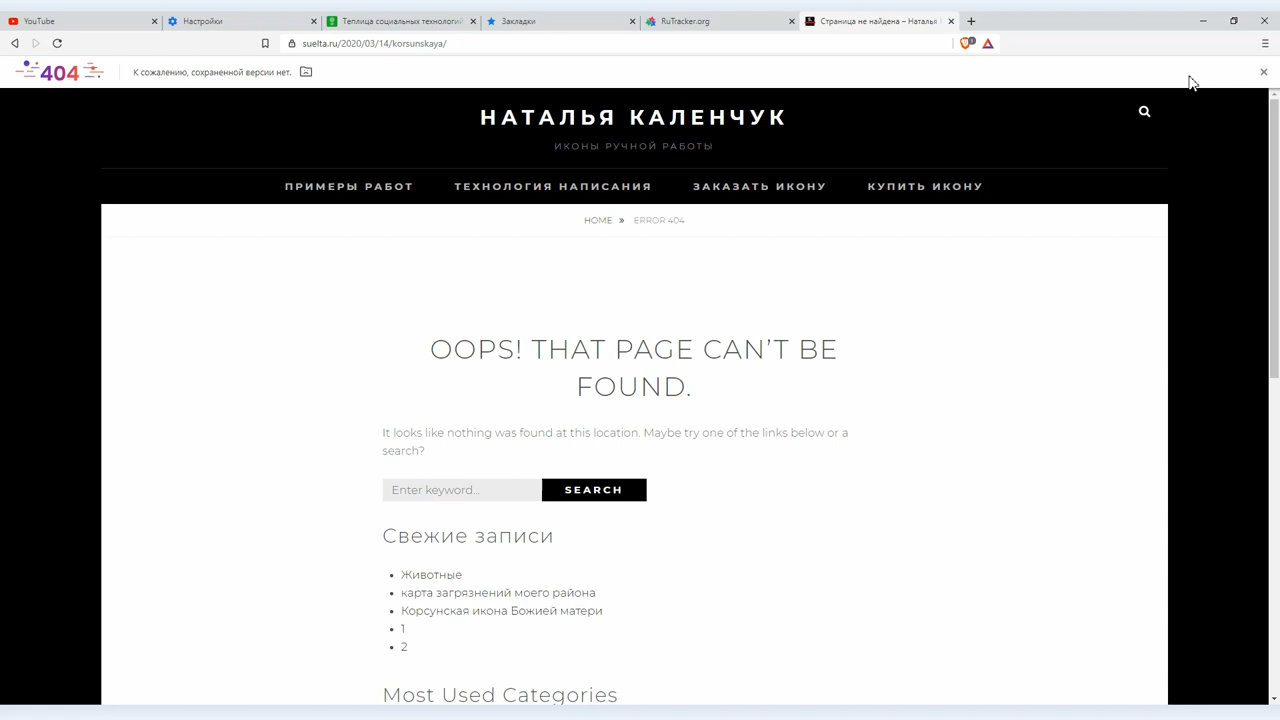 YouTube
Настройки
Теплица социальных технологий
Закладки
RuTracker.org
Страница не найдена – Наталья
suelta.ru/2020/03/14/korsunskaya/
404
К сожалению, сохраненной версии нет.
НАТАЛЬЯ КАЛЕНЧУК
ИКОНЫ РУЧНОЙ РАБОТЫ
ПРИМЕРЫ РАБОТ
ТЕХНОЛОГИЯ НАПИСАНИЯ
ЗАКАЗАТЬ ИКОНУ
КУПИТЬ ИКОНУ
HOME » ERROR 404
OOPS! THAT PAGE CAN'T BE
FOUND.
It looks like nothing was found at this location. Maybe try one of the links below or a
search?
Enter keyword...
SEARCH
Свежие записи
• Животные
• карта загрязнений моего района
• Корсунская икона Божией матери
• 1
• 2
Most Used Categories